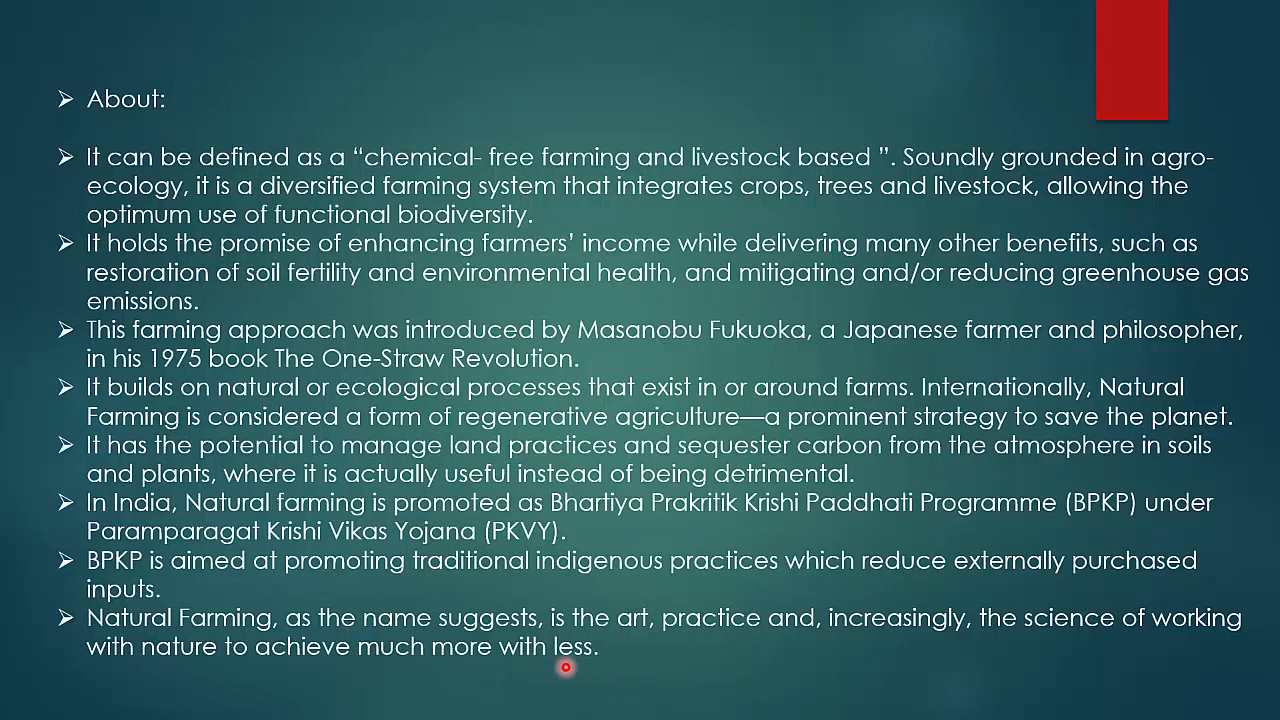 About:
It can be defined as a “chemical- free farming and livestock based ”. Soundly grounded in agro-
ecology, it is a diversified farming system that integrates crops, trees and livestock, allowing the
optimum use of functional biodiversity.
It holds the promise of enhancing farmers’ income while delivering many other benefits, such as
restoration of soil fertility and environmental health, and mitigating and/or reducing greenhouse gas
emissions.
This farming approach was introduced by Masanobu Fukuoka, a Japanese farmer and philosopher,
in his 1975 book The One-Straw Revolution.
It builds on natural or ecological processes that exist in or around farms. Internationally, Natural
Farming is considered a form of regenerative agriculture—a prominent strategy to save the planet.
It has the potential to manage land practices and sequester carbon from the atmosphere in soils
and plants, where it is actually useful instead of being detrimental.
In India, Natural farming is promoted as Bhartiya Prakritik Krishi Paddhati Programme (BPKP) under
Paramparagat Krishi Vikas Yojana (PKVY).
BPKP is aimed at promoting traditional indigenous practices which reduce externally purchased
inputs.
Natural Farming, as the name suggests, is the art, practice and, increasingly, the science of working
with nature to achieve much more with less.